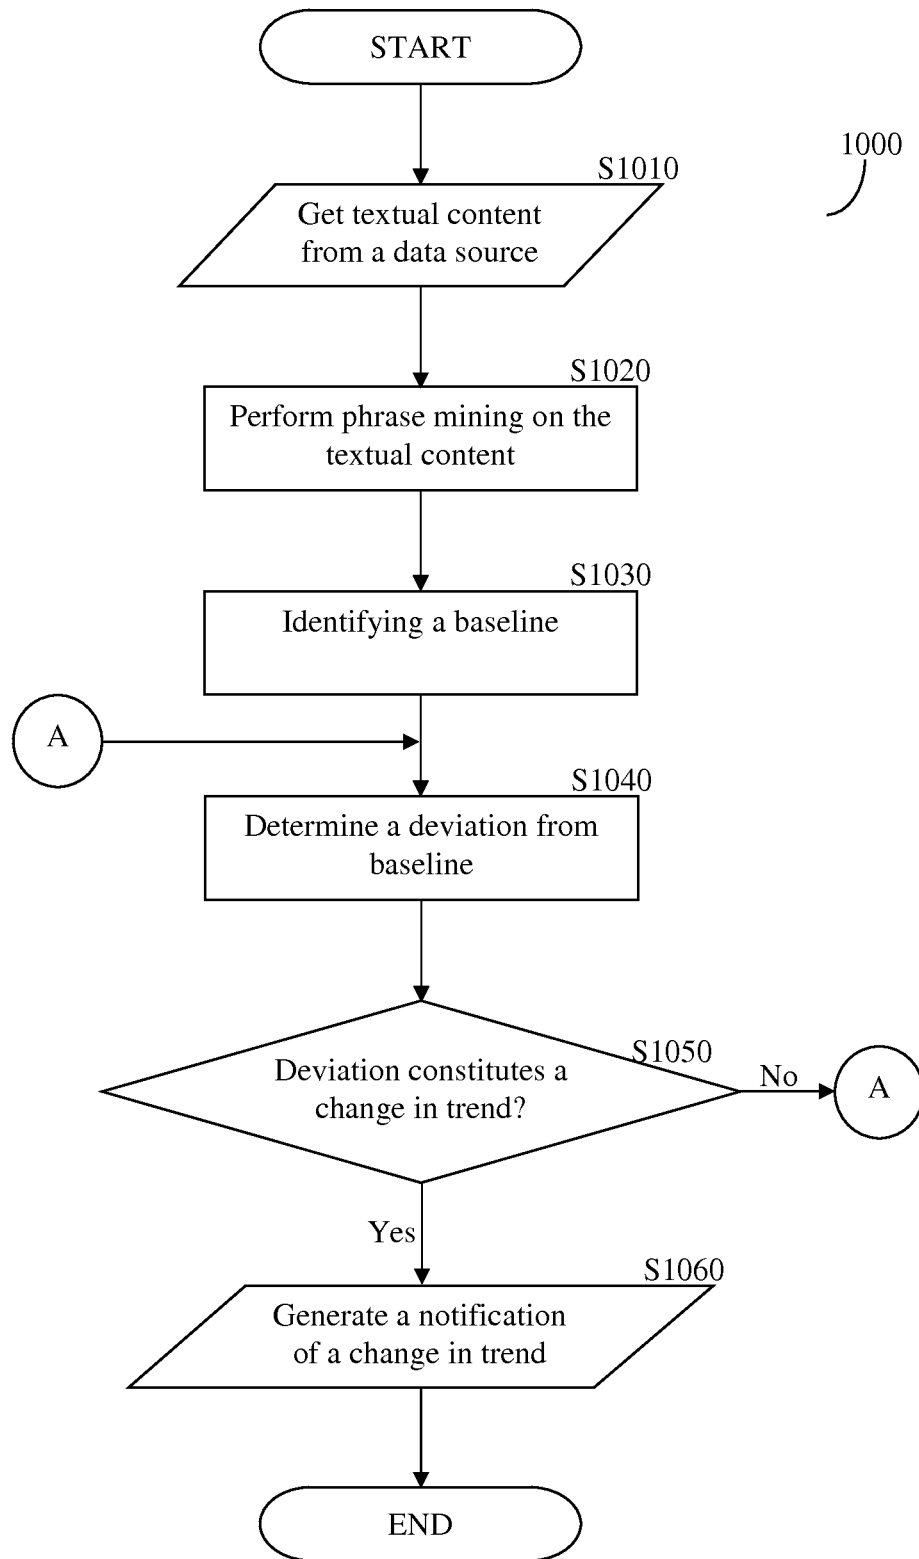 START
1000
S1010
Get textual content
from a data source
S1020
Perform phrase mining on the
textual content
S1030
Identifying a baseline
A
S1040
Determine a deviation from
baseline
S1050
Deviation constitutes a
change in trend?
No
A
Yes
S1060
Generate a notification
of a change in trend
END